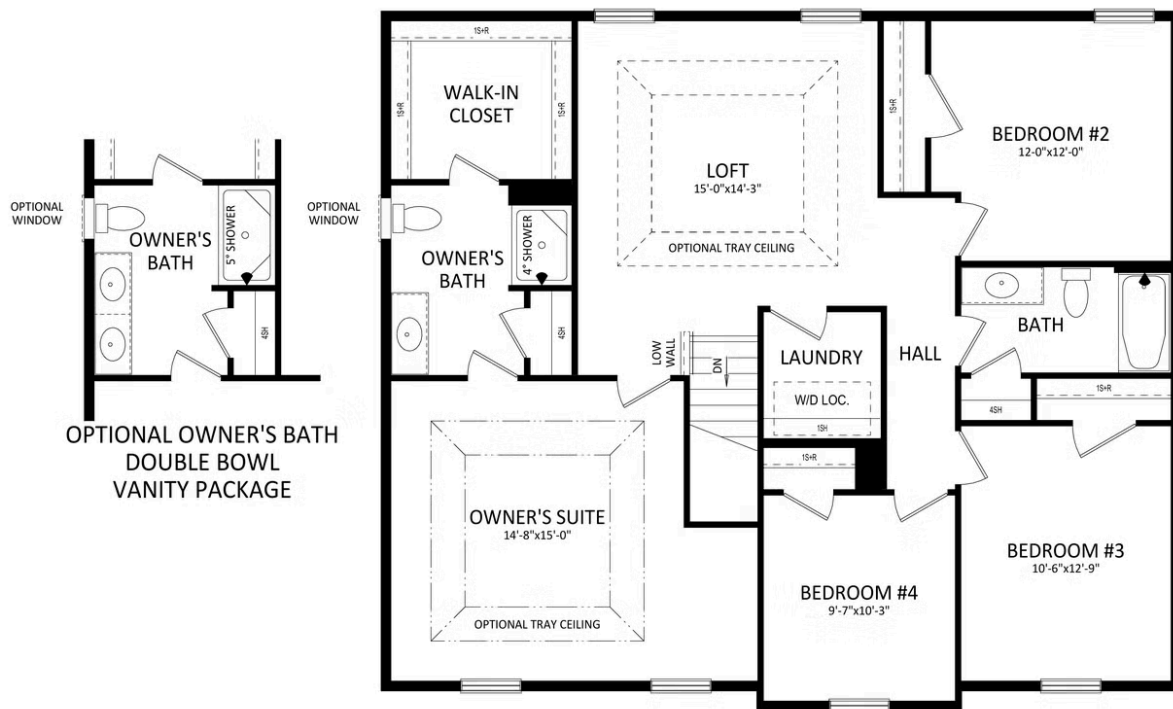 OPTIONAL
WINDOW
OWNER'S
BATH
5° SHOWER
4SH
OPTIONAL OWNER'S BATH
DOUBLE BOWL
VANITY PACKAGE
1S+R
WALK-IN
CLOSET
1S+R
1S+R
OPTIONAL
WINDOW
OWNER'S
BATH
4° SHOWER
4SH
LOFT
15'-0"x14'-3"
OPTIONAL TRAY CEILING
1S+R
BEDROOM #2
12-0"x12'-0"
BATH
LOW
WALL
DN
LAUNDRY
W/D LOC.
1SH
HALL
4SH
1S+R
1S+R
OWNER'S SUITE
14'-8"x15'-0"
OPTIONAL TRAY CEILING
BEDROOM #4
9'-7"x10'-3"
BEDROOM #3
10'-6"x12'-9"